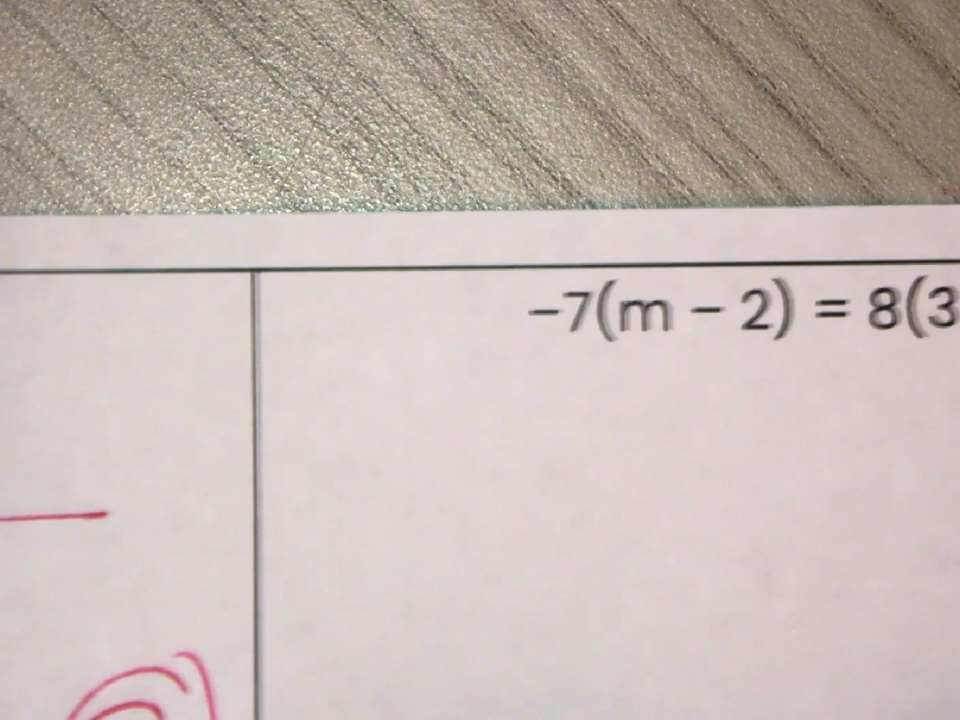 −7(m − 2) = 8(3